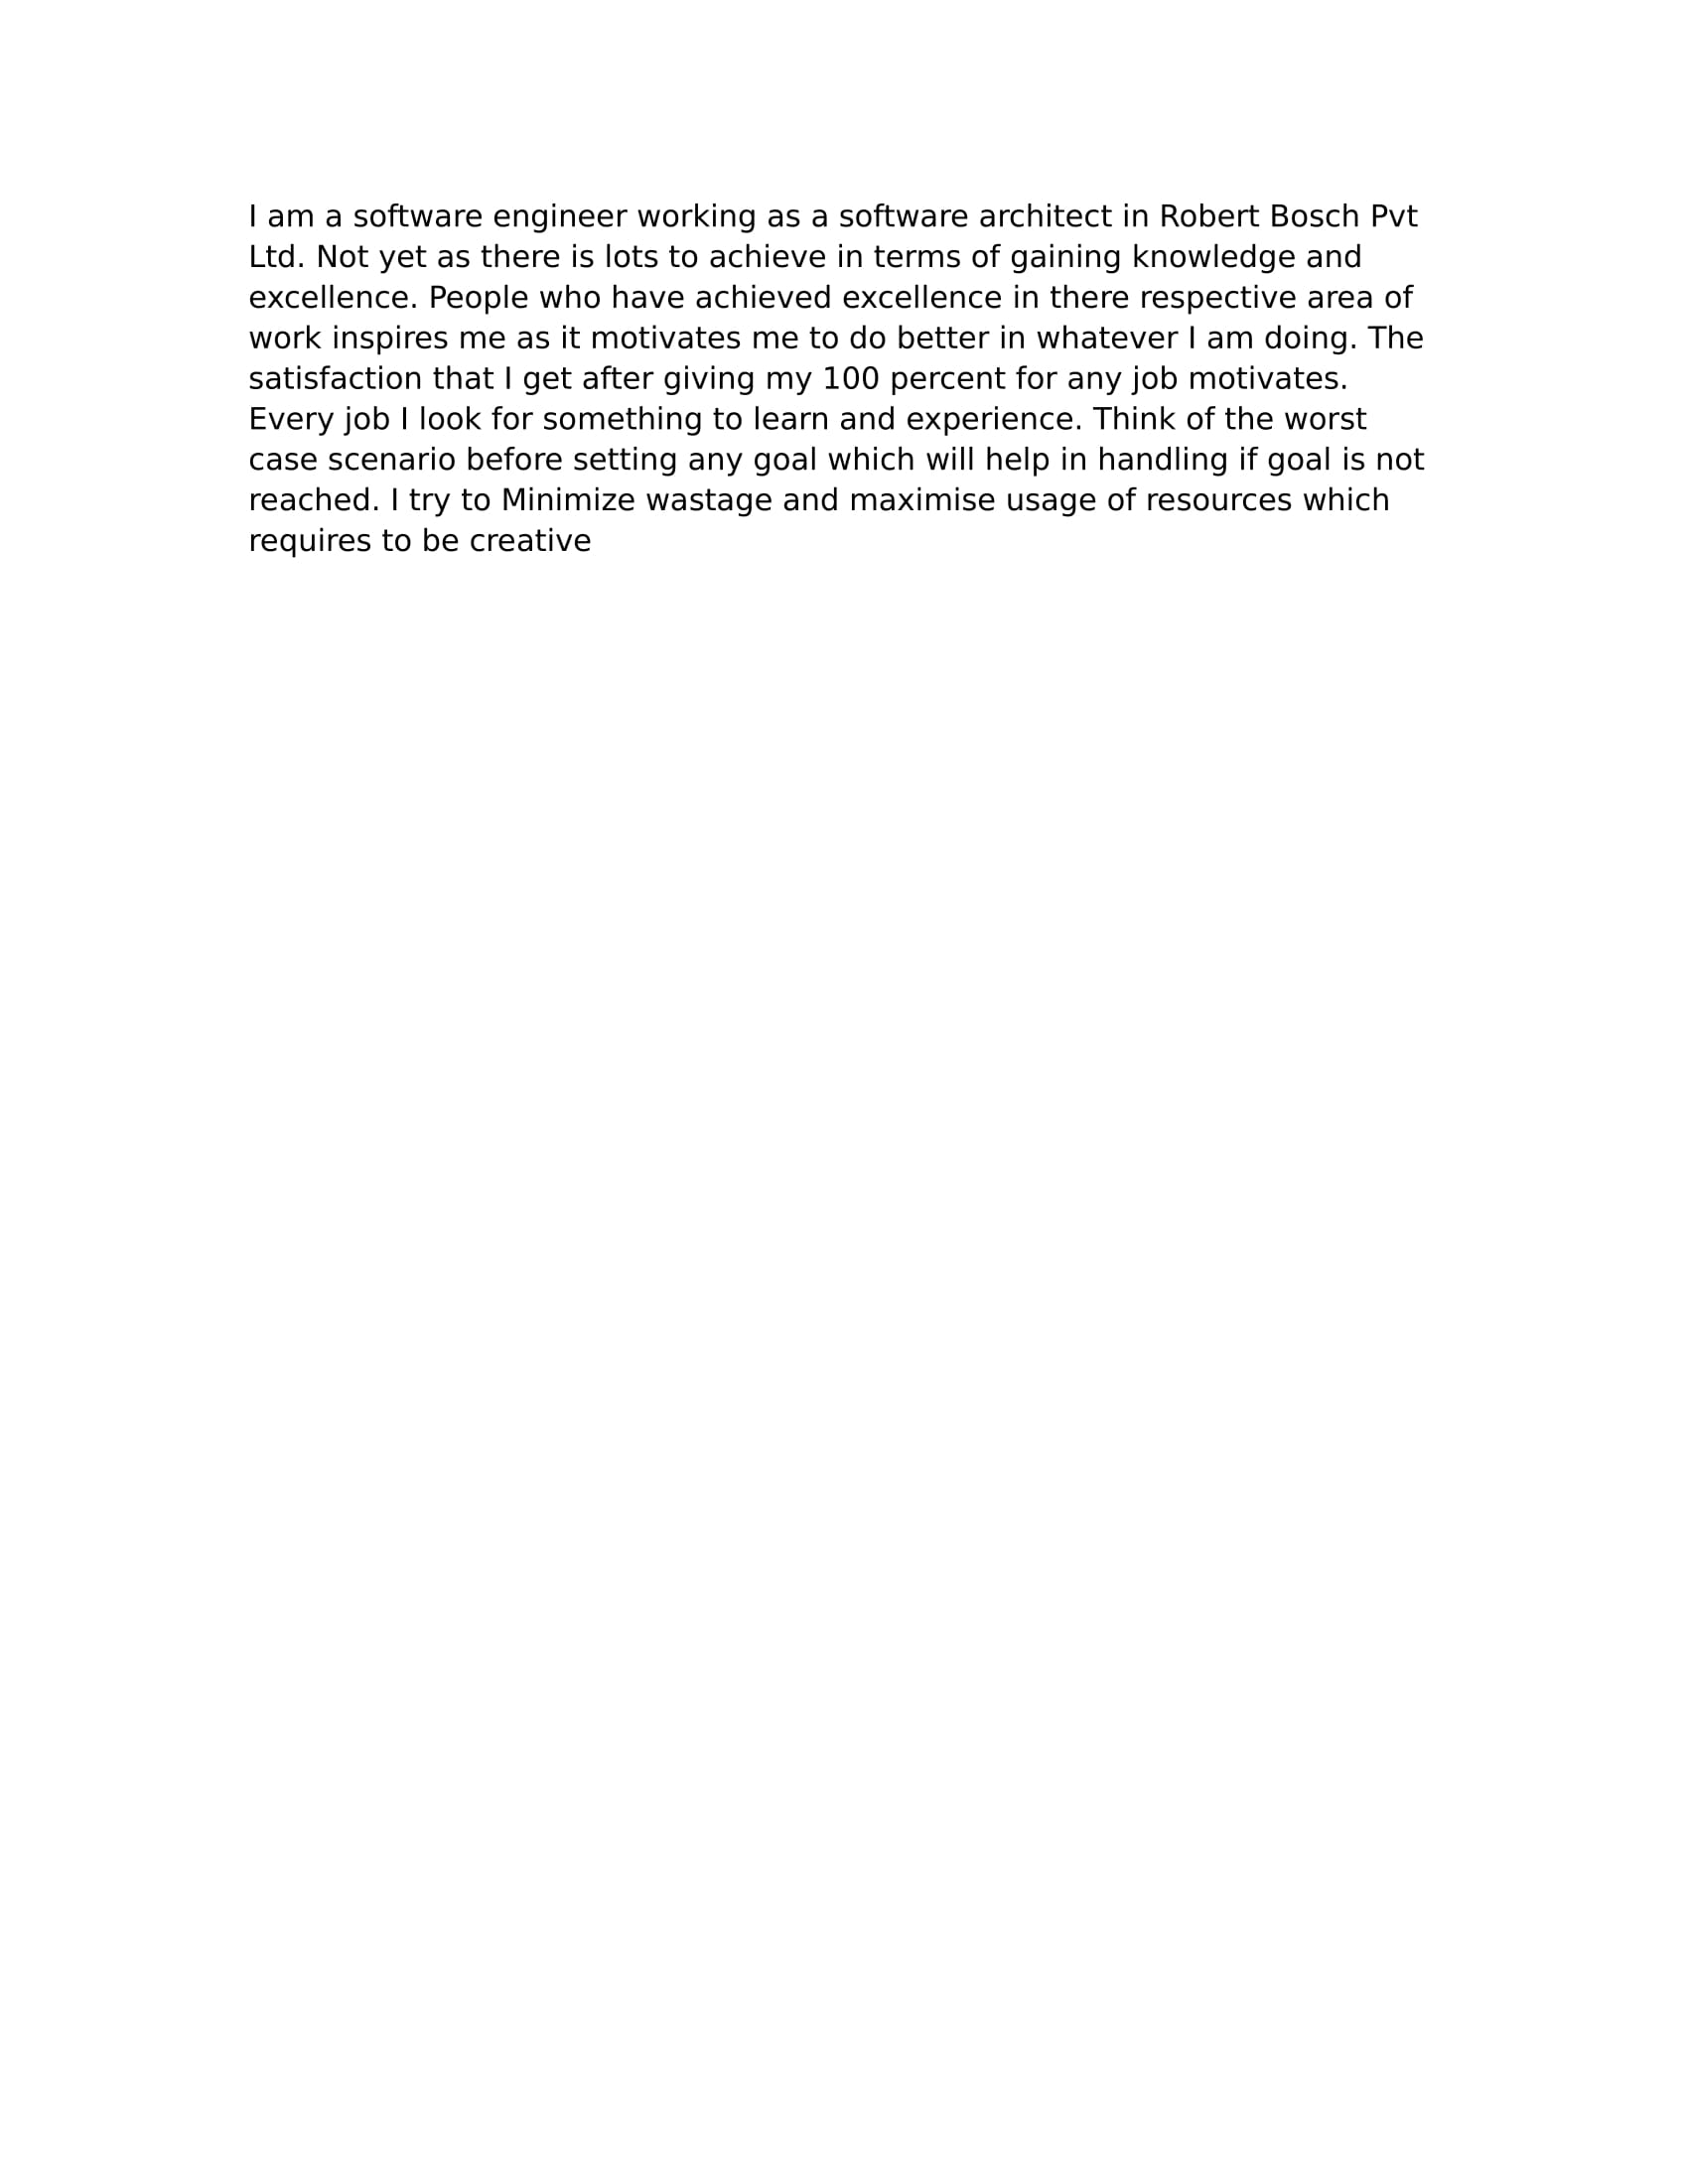 I am a software engineer working as a software architect in Robert Bosch Pvt
Ltd. Not yet as there is lots to achieve in terms of gaining knowledge and
excellence. People who have achieved excellence in there respective area of
work inspires me as it motivates me to do better in whatever I am doing. The
satisfaction that I get after giving my 100 percent for any job motivates.
Every job I look for something to learn and experience. Think of the worst
case scenario before setting any goal which will help in handling if goal is not
reached. I try to Minimize wastage and maximise usage of resources which
requires to be creative